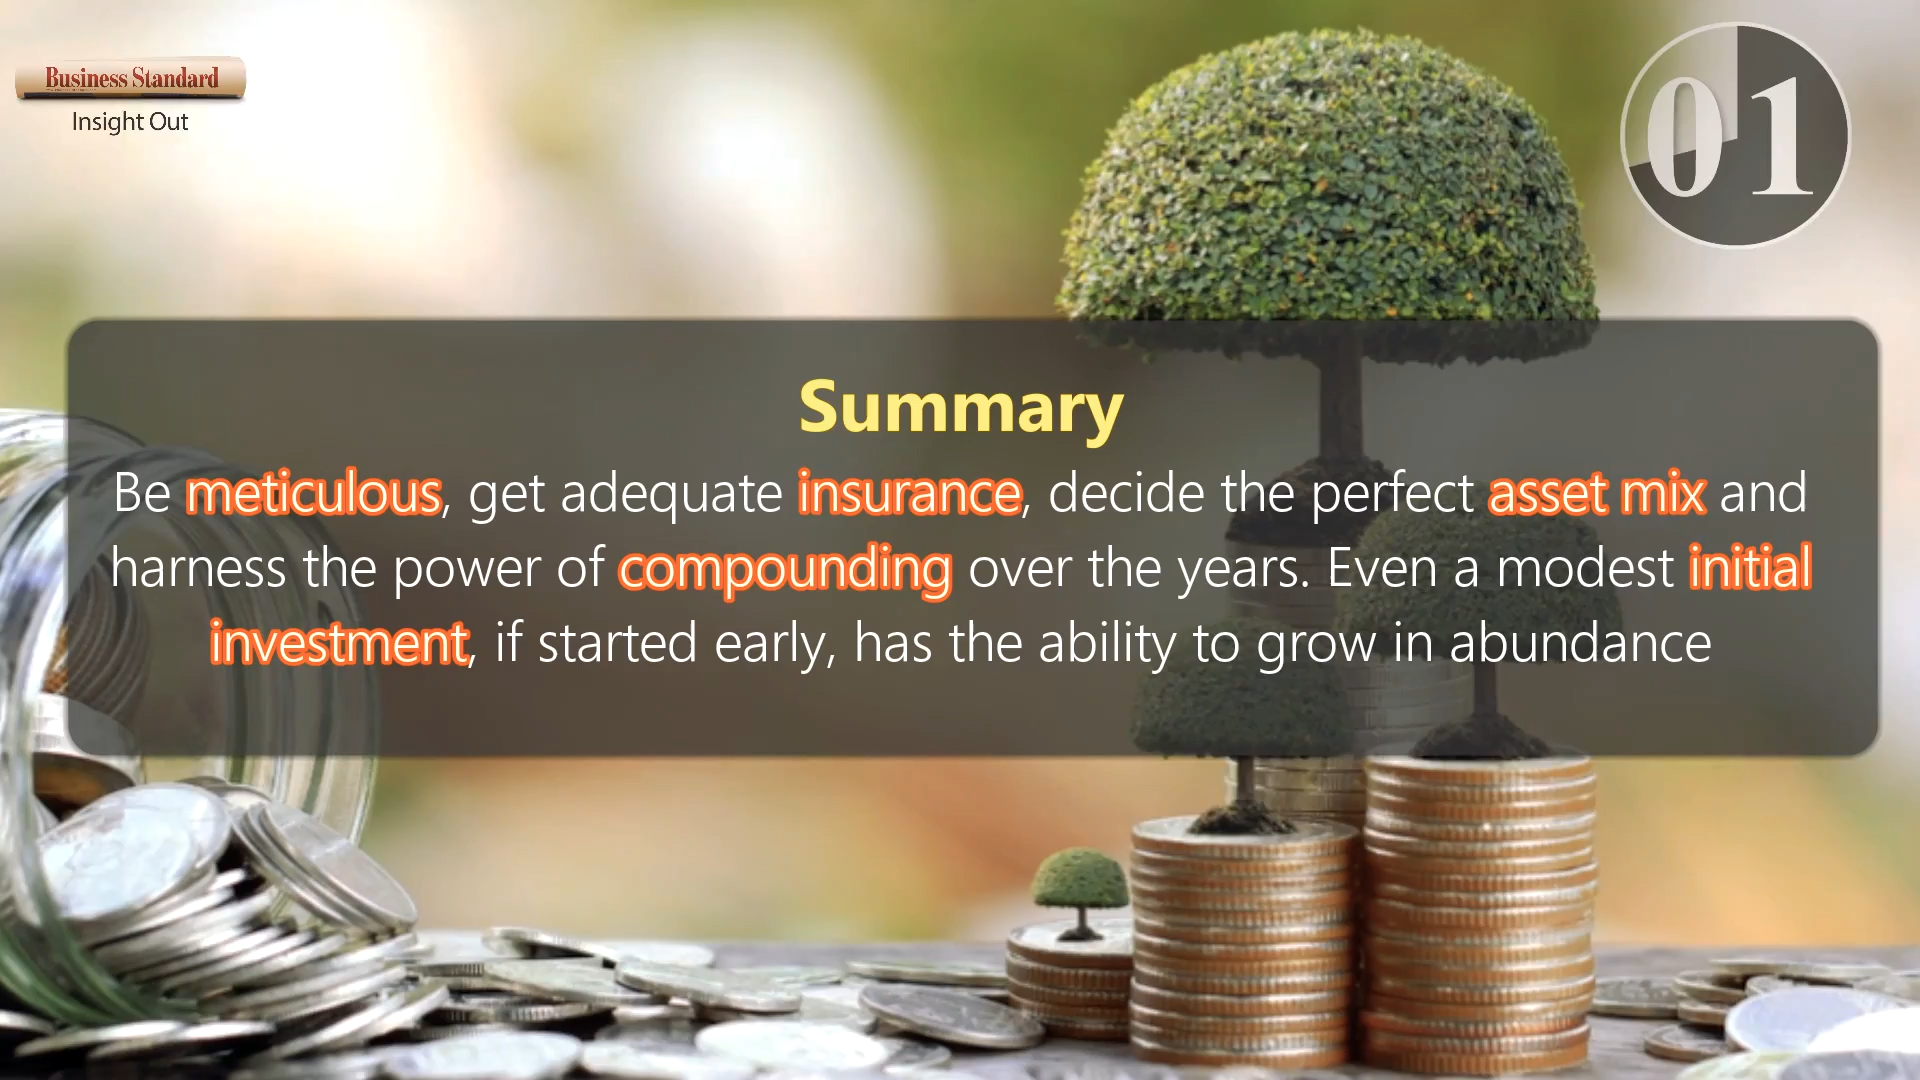 Business Standard
Insight Out
01
Summary
Be meticulous, get adequate insurance, decide the perfect asset mix and
harness the power of compounding over the years. Even a modest initial
investment, if started early, has the ability to grow in abundance